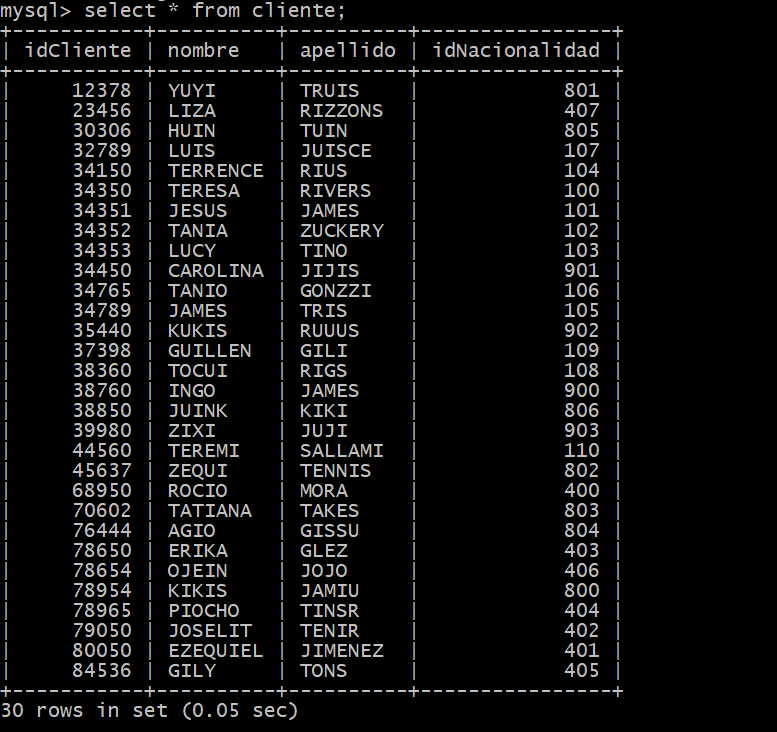 mysql> select * from cliente;
+-----------+----------+----------+----------------+
| idCliente | nombre   | apellido | idNacionalidad |
+-----------+----------+----------+----------------+
|     12378 | YUYI     | TRUIS    |            801 |
|     23456 | LIZA     | RIZZONS  |            407 |
|     30306 | HUIN     | TUIN     |            805 |
|     32789 | LUIS     | JUISCE   |            107 |
|     34150 | TERRENCE | RIUS     |            104 |
|     34350 | TERESA   | RIVERS   |            100 |
|     34351 | JESUS    | JAMES    |            101 |
|     34352 | TANIA    | ZUCKERY  |            102 |
|     34353 | LUCY     | TINO     |            103 |
|     34450 | CAROLINA | JIJIS    |            901 |
|     34765 | TANIO    | GONZZI   |            106 |
|     34789 | JAMES    | TRIS     |            105 |
|     35440 | KUKIS    | RUUUS    |            902 |
|     37398 | GUILLEN  | GILI     |            109 |
|     38360 | TOCUI    | RIGS     |            108 |
|     38760 | INGO     | JAMES    |            900 |
|     38850 | JUINK    | KIKI     |            806 |
|     39980 | ZIXI     | JUJI     |            903 |
|     44560 | TEREMI   | SALLAMI  |            110 |
|     45637 | ZEQUI    | TENNIS   |            802 |
|     68950 | ROCIO    | MORA     |            400 |
|     70602 | TATIANA  | TAKES    |            803 |
|     76444 | AGIO     | GISSU    |            804 |
|     78650 | ERIKA    | GLEZ     |            403 |
|     78654 | OJEIN    | JOJO     |            406 |
|     78954 | KIKIS    | JAMIU    |            800 |
|     78965 | PIOCHO   | TINSR    |            404 |
|     79050 | JOSELIT  | TENIR    |            402 |
|     80050 | EZEQUIEL | JIMENEZ  |            401 |
|     84536 | GILY     | TONS     |            405 |
+-----------+----------+----------+----------------+
30 rows in set (0.05 sec)